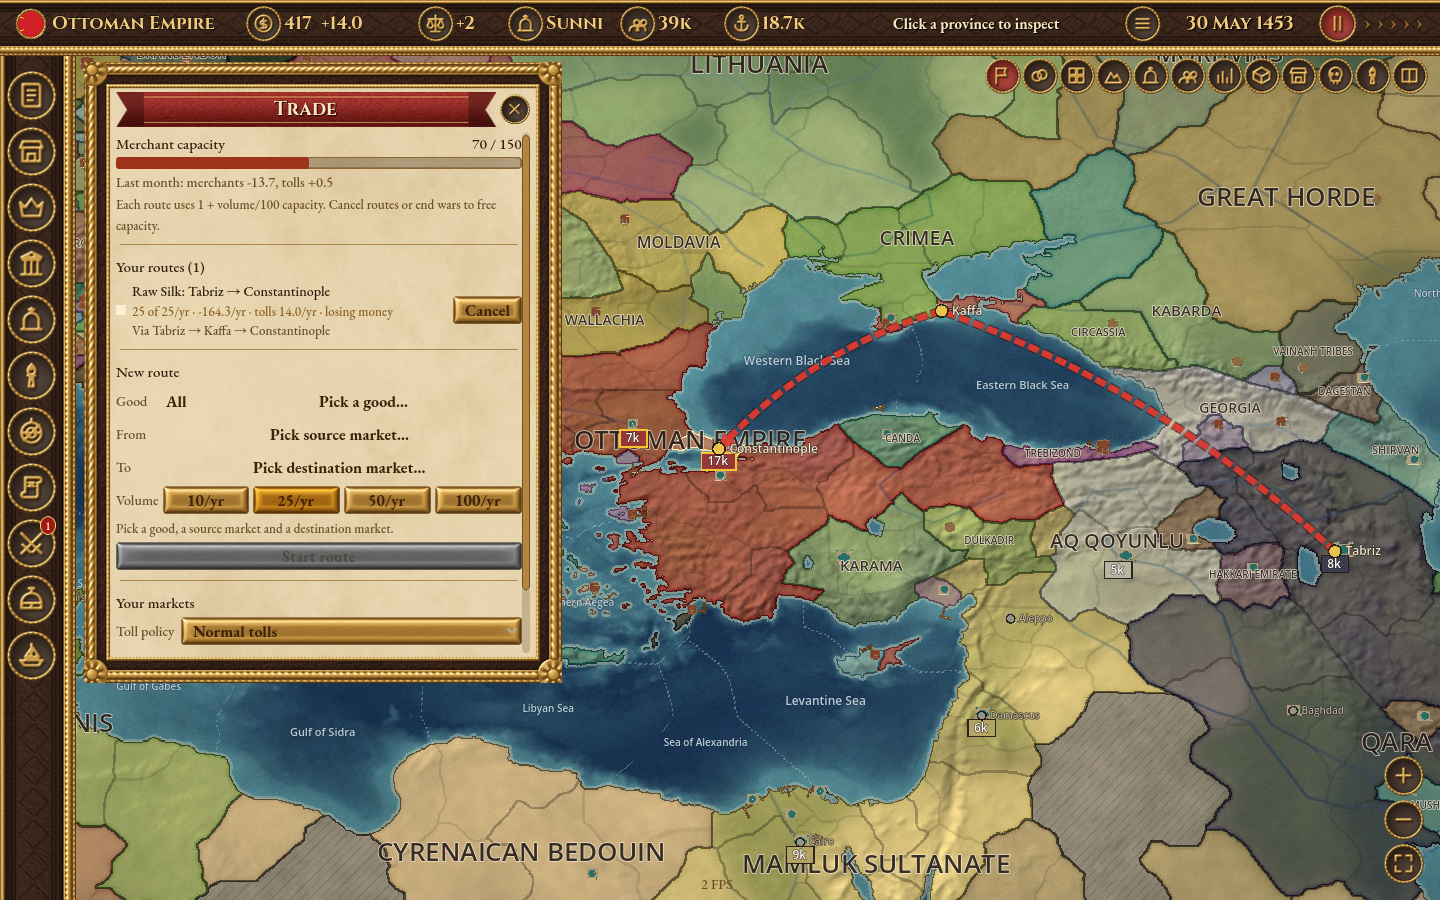 OTTOMAN EMPIRE
417 +14.0
+2
SUNNI
39K
18.7K
Click a province to inspect
30 MAY 1453
TRADE
Merchant capacity
70 / 150
Last month: merchants -13.7, tolls +0.5
Each route uses 1 + volume/100 capacity. Cancel routes or end wars to free
capacity.
Your routes (1)
Raw Silk: Tabriz → Constantinople
25 of 25/yr · -164.3/yr · tolls 14.0/yr · losing money
Via Tabriz → Kaffa → Constantinople
Cancel
New route
Good All Pick a good...
From Pick source market...
To Pick destination market...
Volume 10/yr 25/yr 50/yr 100/yr
Pick a good, a source market and a destination market.
Start route
Your markets
Toll policy Normal tolls
1
LITHUANIA
GREAT HORDE
CRIMEA
MOLDAVIA
North
KABARDA
Kaffa
WALLACHIA
CIRCASSIA
VAINAKH TRIBES
Western Black Sea
Eastern Black Sea
DAGESTAN
GEORGIA
OTTOMAN EMPIRE
7k
Constantinople
17k
CANDA
TREBIZOND
SHIRVAN
DULKADIR
AQ QOYUNLU
Tabriz
8k
KARAMA
5k
HAKKARI EMIRATE
Aleppo
Gulf of Gabes
Levantine Sea
Libyan Sea
Damascus
6k
Baghdad
NIS
Gulf of Sidra
Sea of Alexandria
QARA
MUSH
Cairo
9k
CYRENAICAN BEDOUIN
MAMLUK SULTANATE
2 FPS